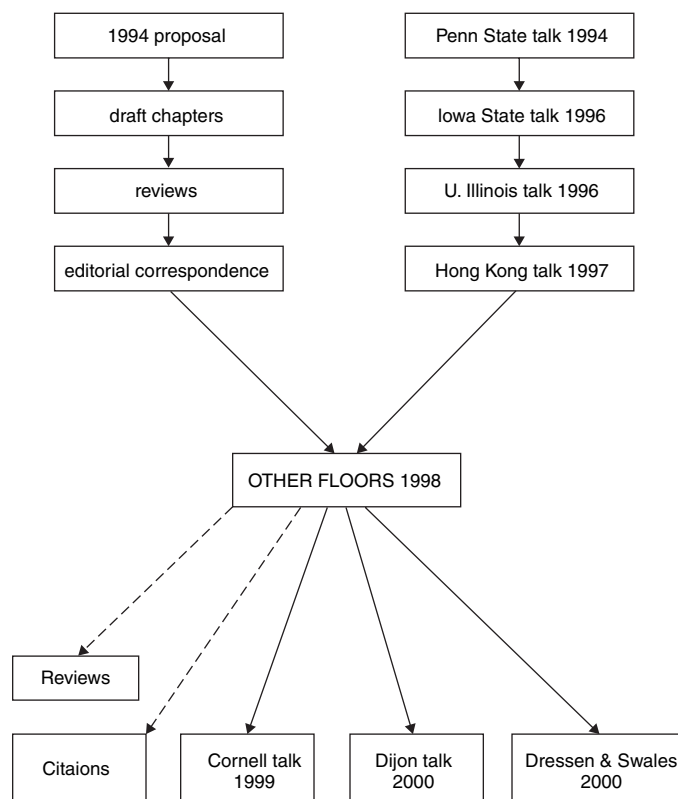 1994 proposal
Penn State talk 1994
draft chapters
Iowa State talk 1996
reviews
U. Illinois talk 1996
editorial correspondence
Hong Kong talk 1997
OTHER FLOORS 1998
Reviews
Citaions
Cornell talk
1999
Dijon talk
2000
Dressen & Swales
2000